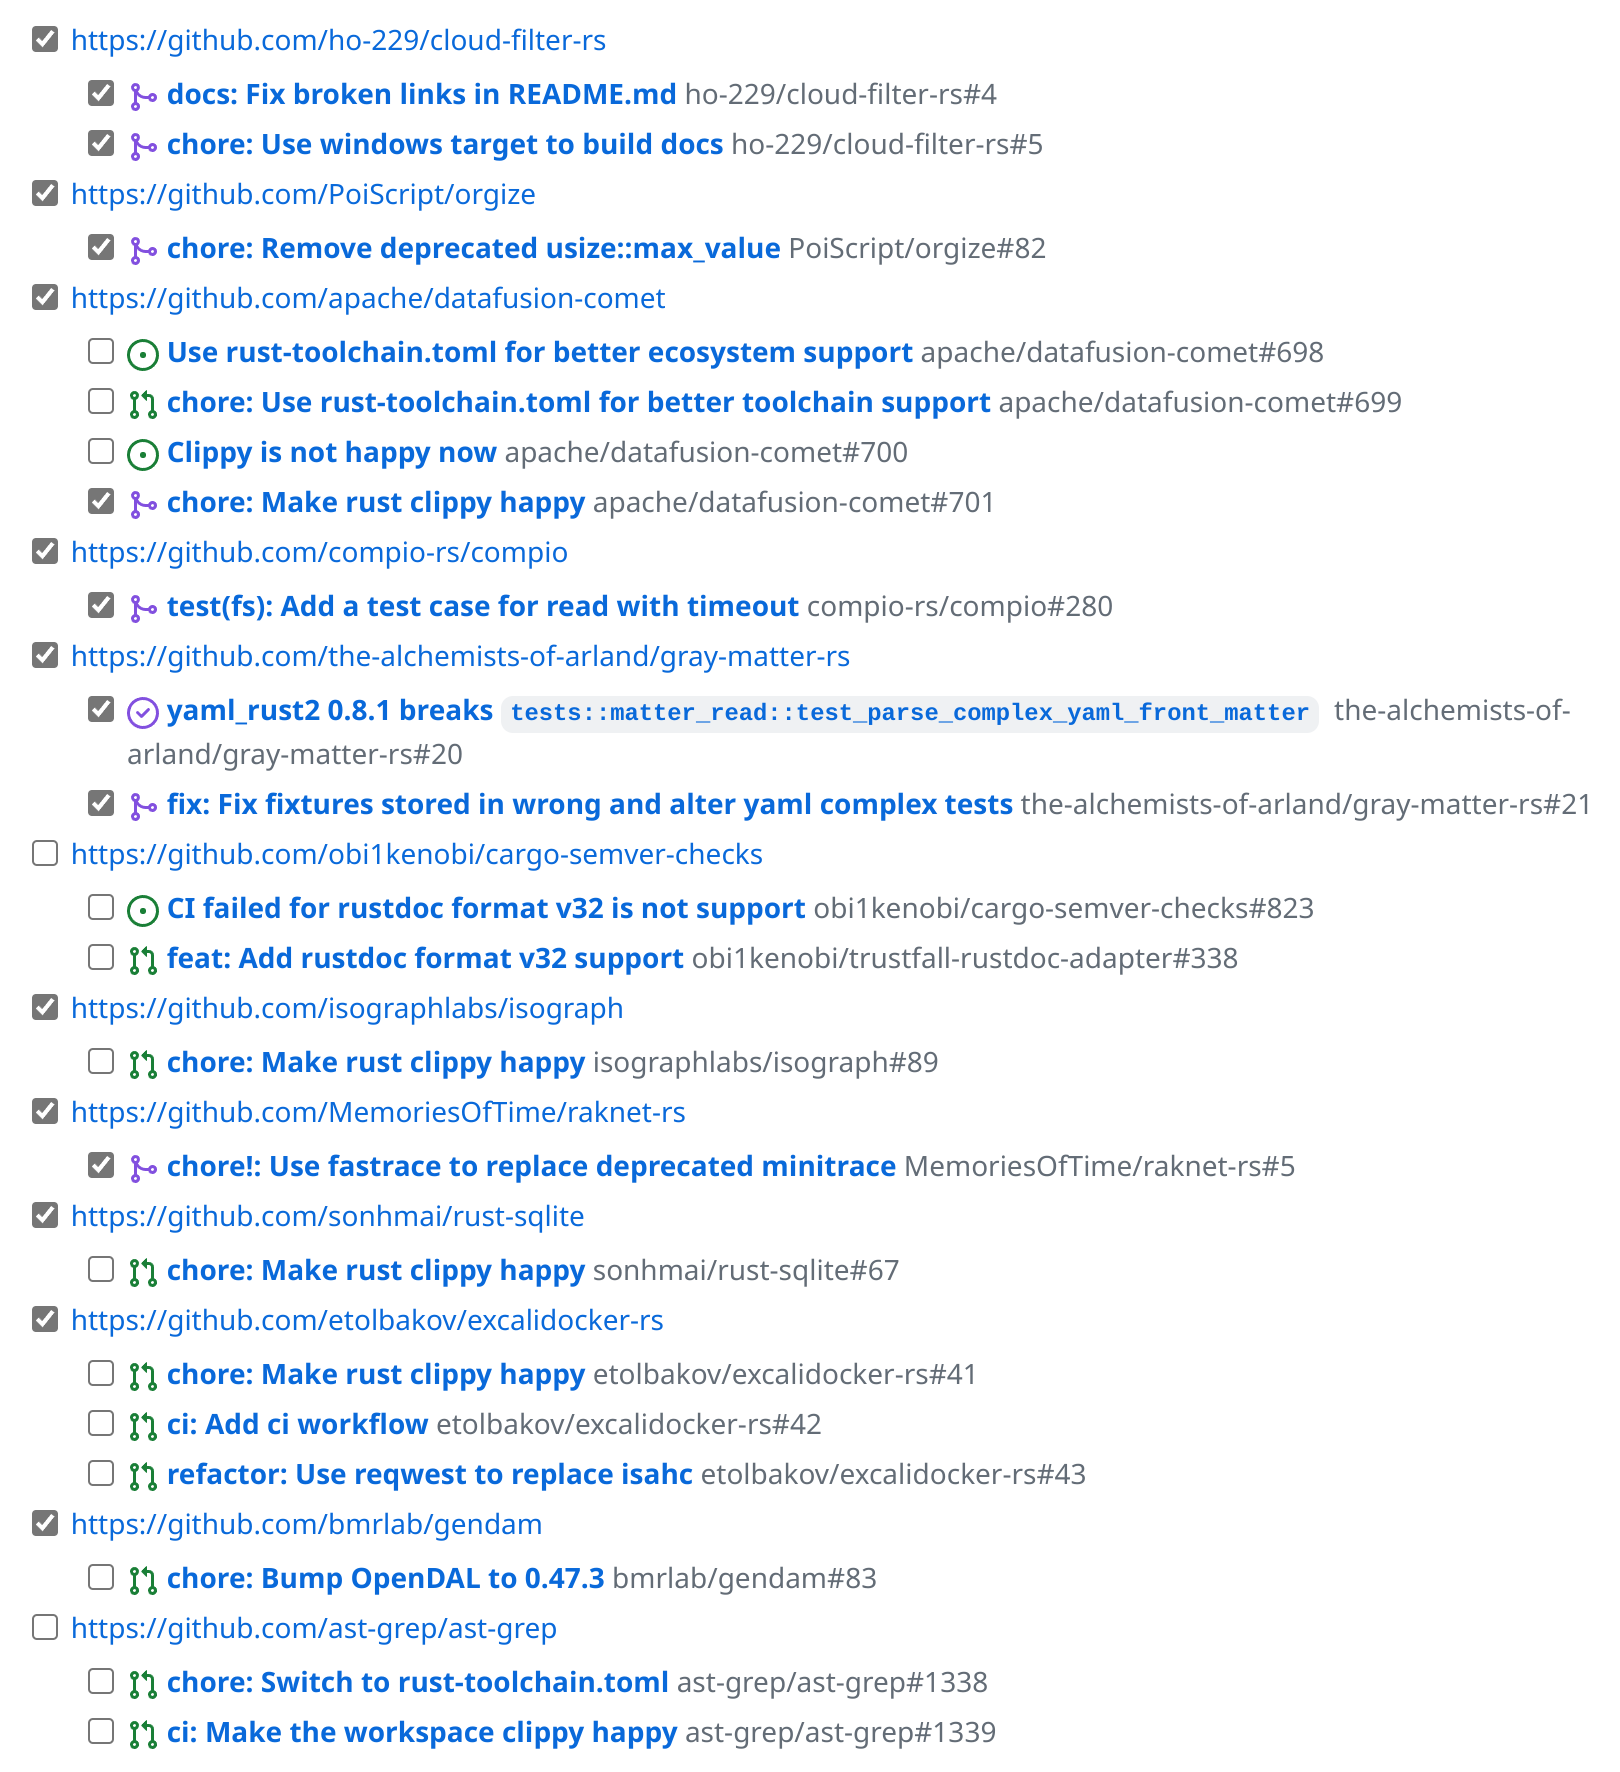 https://github.com/ho-229/cloud-filter-rs
docs: Fix broken links in README.md ho-229/cloud-filter-rs#4
chore: Use windows target to build docs ho-229/cloud-filter-rs#5
https://github.com/PoiScript/orgize
chore: Remove deprecated usize::max_value PoiScript/orgize#82
https://github.com/apache/datafusion-comet
Use rust-toolchain.toml for better ecosystem support apache/datafusion-comet#698
chore: Use rust-toolchain.toml for better toolchain support apache/datafusion-comet#699
Clippy is not happy now apache/datafusion-comet#700
chore: Make rust clippy happy apache/datafusion-comet#701
https://github.com/compio-rs/compio
test(fs): Add a test case for read with timeout compio-rs/compio#280
https://github.com/the-alchemists-of-arland/gray-matter-rs
yaml_rust2 0.8.1 breaks tests::matter_read::test_parse_complex_yaml_front_matter the-alchemists-of-
arland/gray-matter-rs#20
fix: Fix fixtures stored in wrong and alter yaml complex tests the-alchemists-of-arland/gray-matter-rs#21
https://github.com/obi1kenobi/cargo-semver-checks
CI failed for rustdoc format v32 is not support obi1kenobi/cargo-semver-checks#823
feat: Add rustdoc format v32 support obi1kenobi/trustfall-rustdoc-adapter#338
https://github.com/isographlabs/isograph
chore: Make rust clippy happy isographlabs/isograph#89
https://github.com/MemoriesOfTime/raknet-rs
chore!: Use fastrace to replace deprecated minitrace MemoriesOfTime/raknet-rs#5
https://github.com/sonhmai/rust-sqlite
chore: Make rust clippy happy sonhmai/rust-sqlite#67
https://github.com/etolbakov/excalidocker-rs
chore: Make rust clippy happy etolbakov/excalidocker-rs#41
ci: Add ci workflow etolbakov/excalidocker-rs#42
refactor: Use reqwest to replace isahc etolbakov/excalidocker-rs#43
https://github.com/bmrlab/gendam
chore: Bump OpenDAL to 0.47.3 bmrlab/gendam#83
https://github.com/ast-grep/ast-grep
chore: Switch to rust-toolchain.toml ast-grep/ast-grep#1338
ci: Make the workspace clippy happy ast-grep/ast-grep#1339